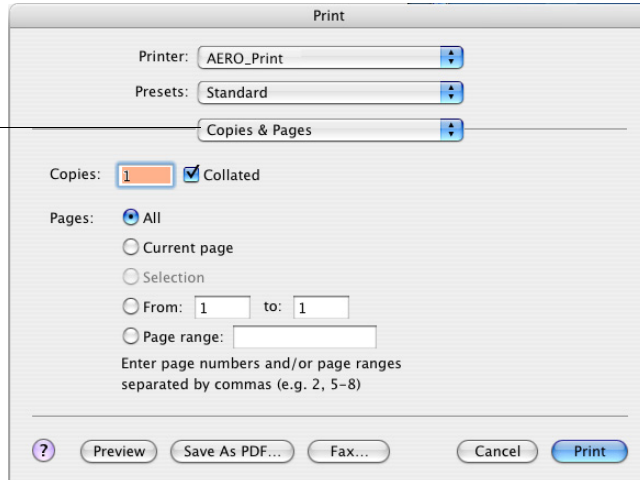 Print
Printer: AERO_Print
Presets: Standard
Copies & Pages
Copies: 1 Collated
Pages: All
Current page
Selection
From: 1 to: 1
Page range:
Enter page numbers and/or page ranges
separated by commas (e.g. 2, 5-8)
? Preview Save As PDF... Fax... Cancel Print